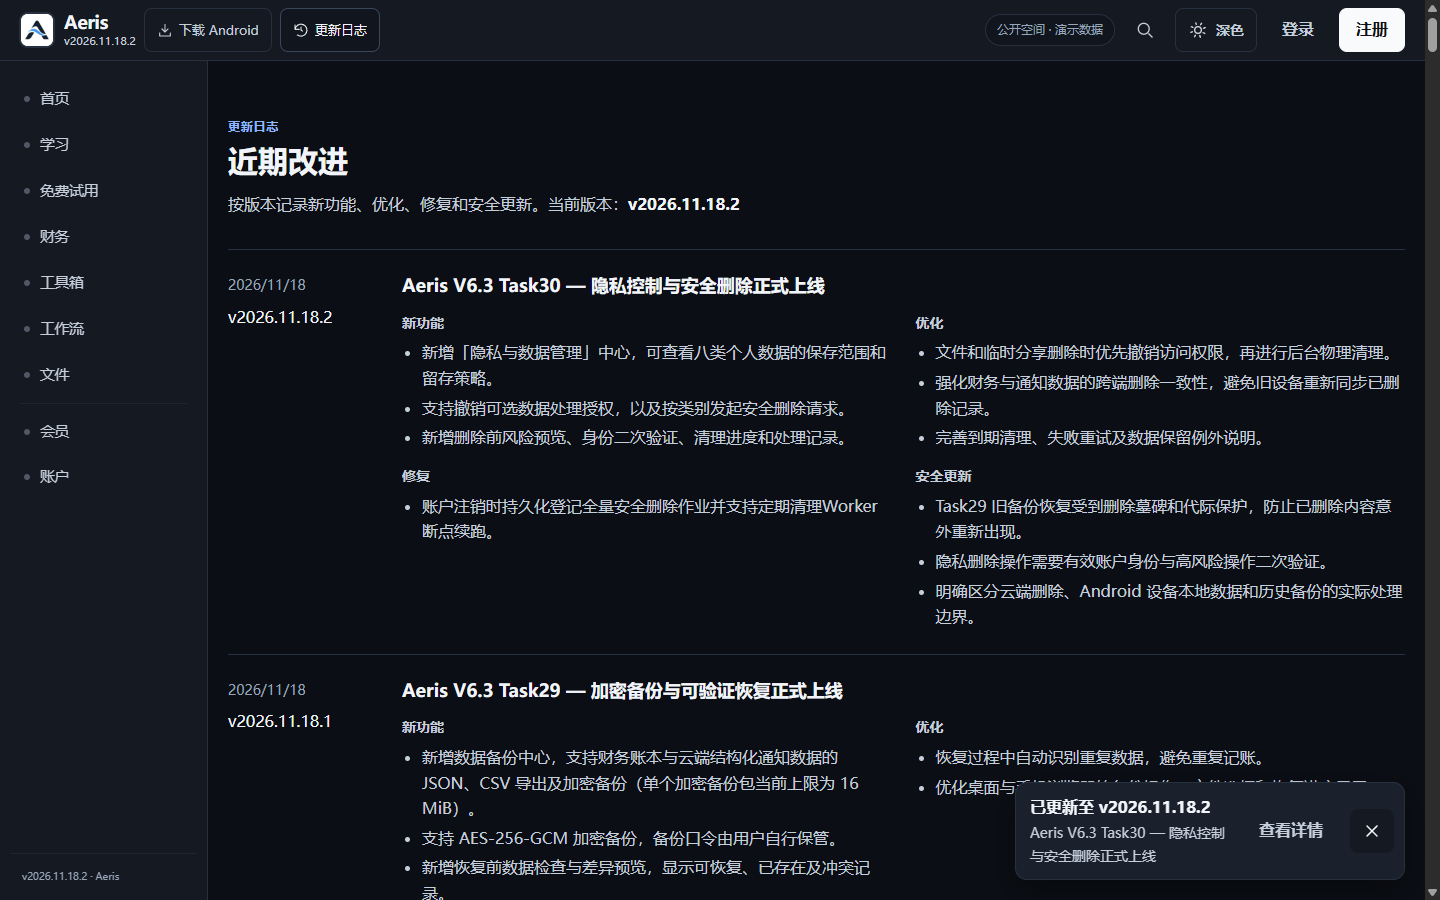 Aeris
v2026.11.18.2
下载 Android
更新日志
公开空间 · 演示数据
深色
登录
注册
首页
学习
免费试用
财务
工具箱
工作流
文件
会员
账户
v2026.11.18.2 · Aeris
更新日志
近期改进
按版本记录新功能、优化、修复和安全更新。当前版本：v2026.11.18.2
2026/11/18
v2026.11.18.2
Aeris V6.3 Task30 — 隐私控制与安全删除正式上线
新功能
新增「隐私与数据管理」中心，可查看八类个人数据的保存范围和
留存策略。
支持撤销可选数据处理授权，以及按类别发起安全删除请求。
新增删除前风险预览、身份二次验证、清理进度和处理记录。
优化
文件和临时分享删除时优先撤销访问权限，再进行后台物理清理。
强化财务与通知数据的跨端删除一致性，避免旧设备重新同步已删
除记录。
完善到期清理、失败重试及数据保留例外说明。
修复
账户注销时持久化登记全量安全删除作业并支持定期清理Worker
断点续跑。
安全更新
Task29 旧备份恢复受到删除墓碑和代际保护，防止已删除内容意
外重新出现。
隐私删除操作需要有效账户身份与高风险操作二次验证。
明确区分云端删除、Android 设备本地数据和历史备份的实际处理
边界。
2026/11/18
v2026.11.18.1
Aeris V6.3 Task29 — 加密备份与可验证恢复正式上线
新功能
新增数据备份中心，支持财务账本与云端结构化通知数据的
JSON、CSV 导出及加密备份（单个加密备份包当前上限为 16
MiB）。
支持 AES-256-GCM 加密备份，备份口令由用户自行保管。
新增恢复前数据检查与差异预览，显示可恢复、已存在及冲突记
录。
优化
恢复过程中自动识别重复数据，避免重复记账。
优化桌面与
已更新至 v2026.11.18.2
Aeris V6.3 Task30 — 隐私控制
与安全删除正式上线
查看详情